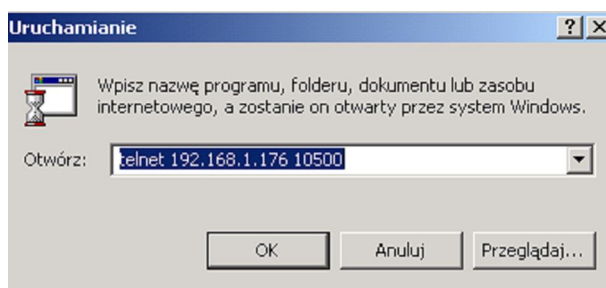 Uruchamianie
Wpisz nazwę programu, folderu, dokumentu lub zasobu
internetowego, a zostanie on otwarty przez system Windows.
Otwórz: telnet 192.168.1.176 10500
OK Anuluj Przeglądaj...